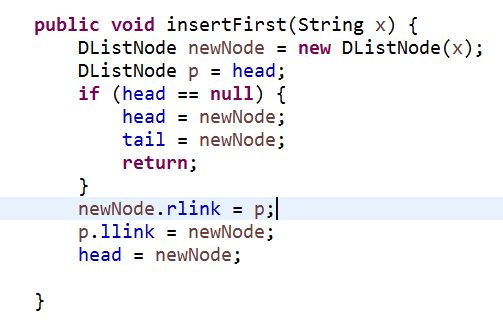 public void insertFirst(String x) {
    DListNode newNode = new DListNode(x);
    DListNode p = head;
    if (head == null) {
        head = newNode;
        tail = newNode;
        return;
    }
    newNode.rlink = p;
    p.llink = newNode;
    head = newNode;

}